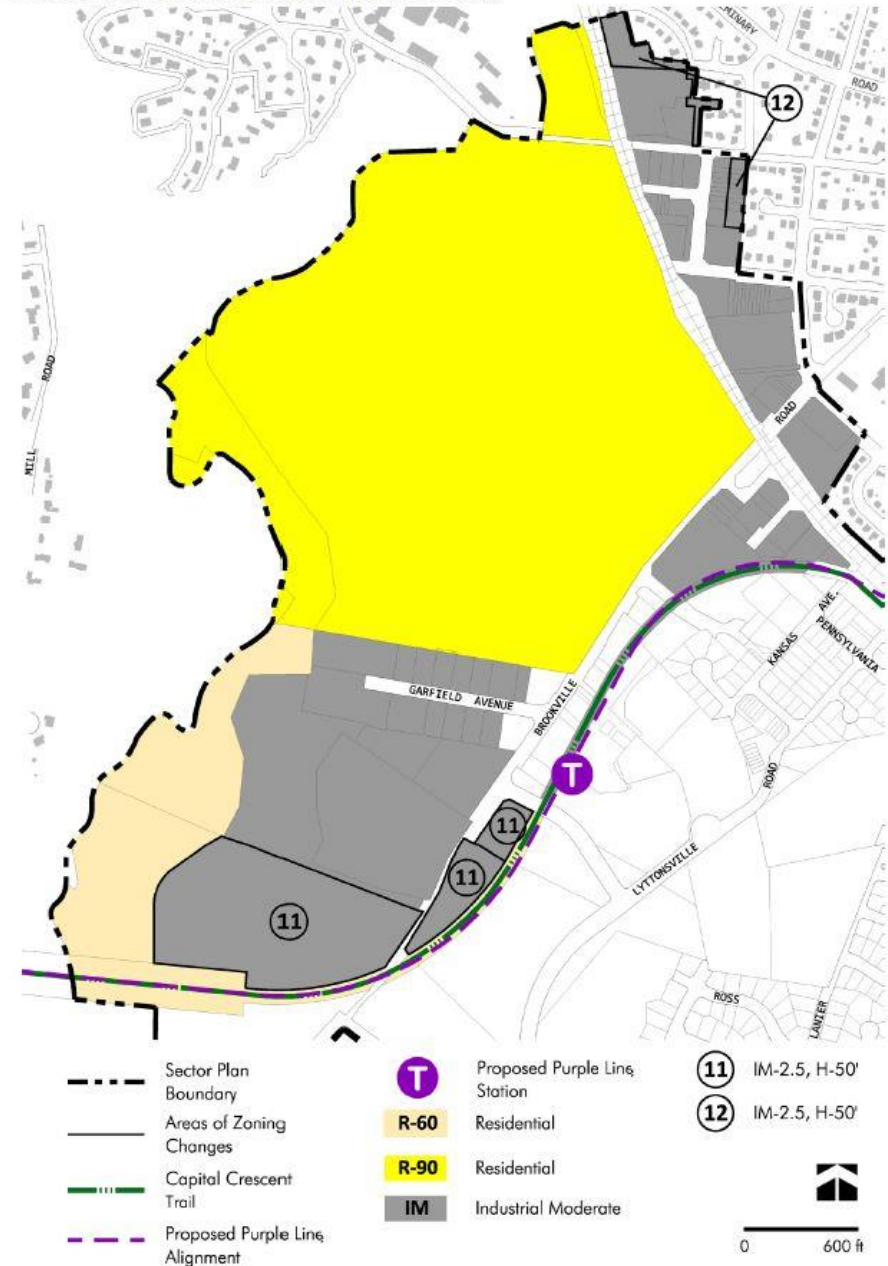 ROAD
12
MILL
ROAD
ROAD
AVE.
KANSAS
PENNSYLVANIA
GARFIELD AVENUE
BROOKVILLE
T
ROAD
11
11
11
LYTTONSVILLE
ROSS
LANIER
Sector Plan
Boundary
Areas of Zoning
Changes
Capital Crescent
Trail
Proposed Purple Line
Alignment
T
Proposed Purple Line
Station
R-60
Residential
R-90
Residential
IM
Industrial Moderate
11
IM-2.5, H-50'
12
IM-2.5, H-50'
0
600 ft